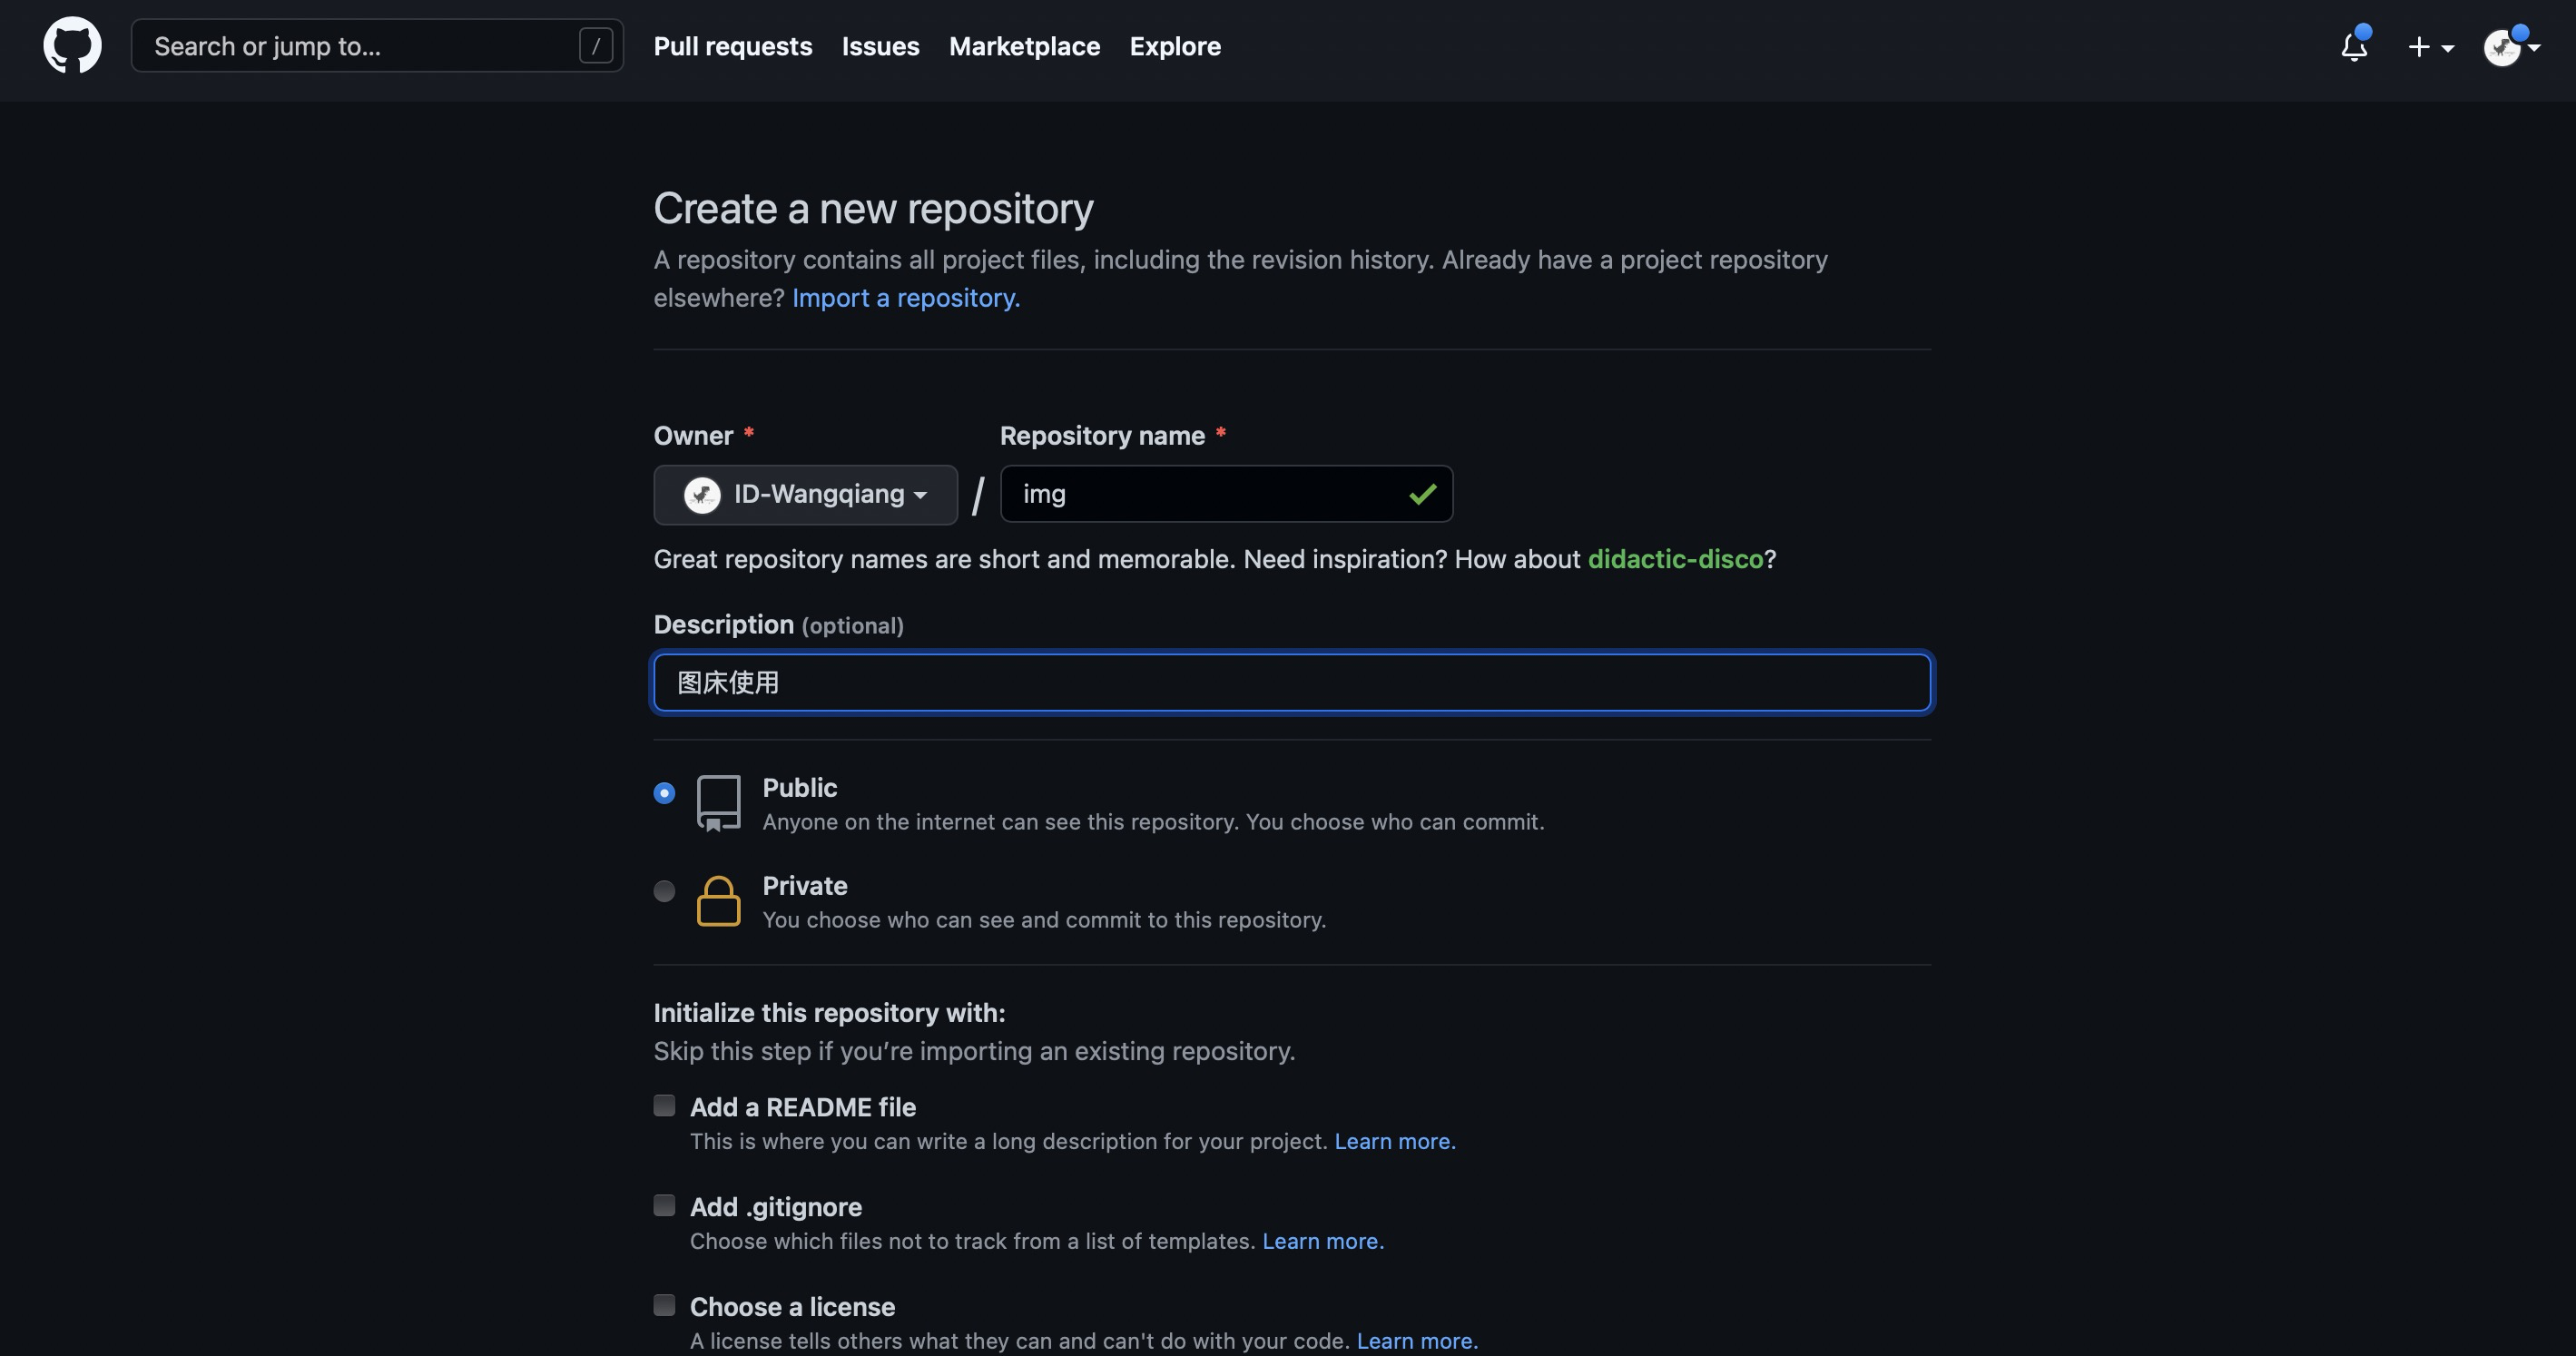 Search or jump to... /
Pull requests Issues Marketplace Explore
Create a new repository
A repository contains all project files, including the revision history. Already have a project repository
elsewhere? Import a repository.
Owner * Repository name *
ID-Wangqiang / img
Great repository names are short and memorable. Need inspiration? How about didactic-disco?
Description (optional)
图床使用
Public
Anyone on the internet can see this repository. You choose who can commit.
Private
You choose who can see and commit to this repository.
Initialize this repository with:
Skip this step if you’re importing an existing repository.
Add a README file
This is where you can write a long description for your project. Learn more.
Add .gitignore
Choose which files not to track from a list of templates. Learn more.
Choose a license
A license tells others what they can and can't do with your code. Learn more.